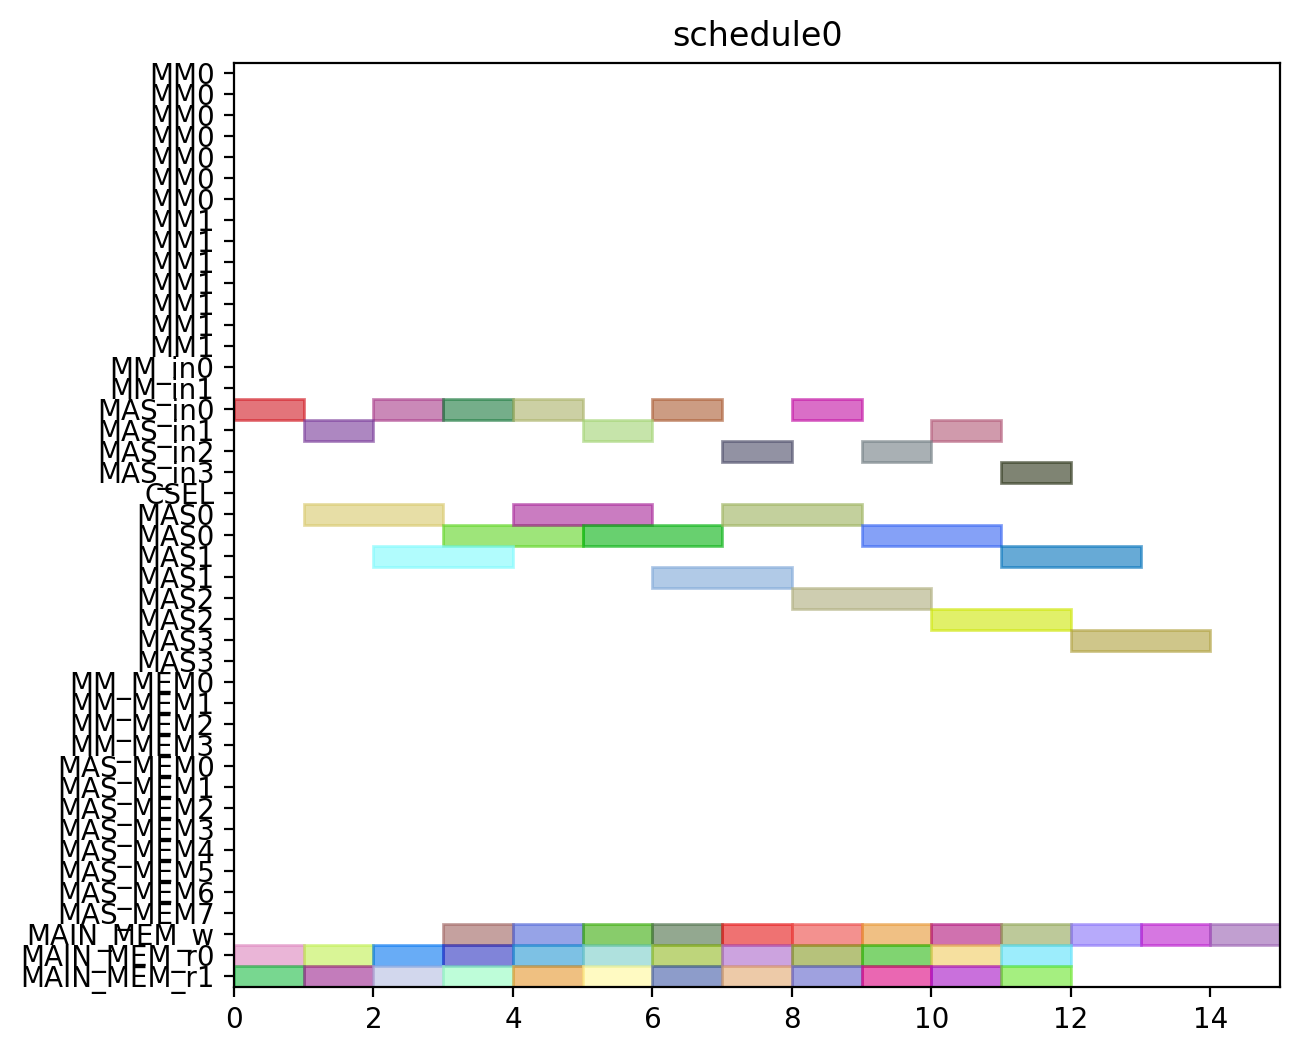 schedule0
MM0
MM0
MM0
MM0
MM0
MM0
MM0
MM1
MM1
MM1
MM1
MM1
MM1
MM1
MM_in0
MM_in1
MAS_in0
MAS_in1
MAS_in2
MAS_in3
CSEL
MAS0
MAS0
MAS1
MAS1
MAS2
MAS2
MAS3
MAS3
MM_MEM0
MM_MEM1
MM_MEM2
MM_MEM3
MAS_MEM0
MAS_MEM1
MAS_MEM2
MAS_MEM3
MAS_MEM4
MAS_MEM5
MAS_MEM6
MAS_MEM7
MAIN_MEM_w
MAIN_MEM_r0
MAIN_MEM_r1
0 2 4 6 8 10 12 14